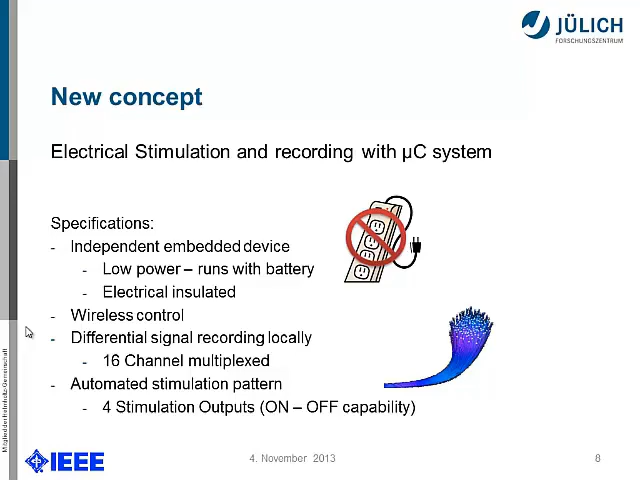 JÜLICH
FORSCHUNGSZENTRUM
New concept
Electrical Stimulation and recording with µC system
Specifications:
- Independent embedded device
- Low power – runs with battery
- Electrical insulated
- Wireless control
- Differential signal recording locally
- 16 Channel multiplexed
- Automated stimulation pattern
- 4 Stimulation Outputs (ON – OFF capability)
Mitglied der Helmholtz-Gemeinschaft
IEEE
4. November 2013
8